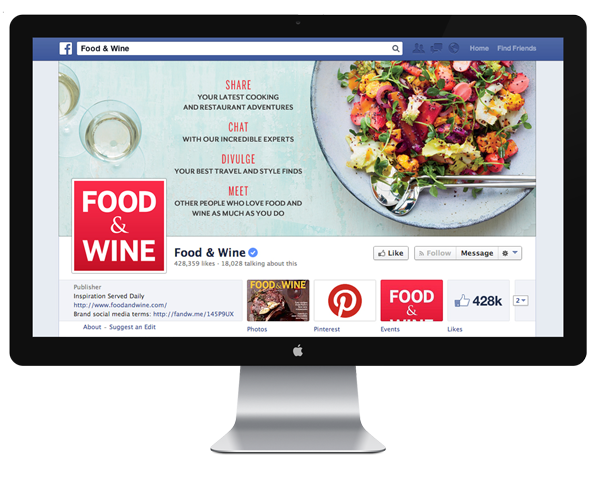 f Food & Wine Home Find Friends
SHARE
YOUR LATEST COOKING
AND RESTAURANT ADVENTURES
CHAT
WITH OUR INCREDIBLE EXPERTS
DIVULGE
YOUR BEST TRAVEL AND STYLE FINDS
MEET
OTHER PEOPLE WHO LOVE FOOD AND
WINE AS MUCH AS YOU DO
FOOD
&
WINE
Food & Wine
428,359 likes · 18,028 talking about this
Like Follow Message
Publisher
Inspiration Served Daily
http://www.foodandwine.com/
Brand social media terms: http://fandw.me/145P9UX
About · Suggest an Edit
FOOD&WINE
Photos
Pinterest
FOOD
&
WINE
Events
428k
Likes
2